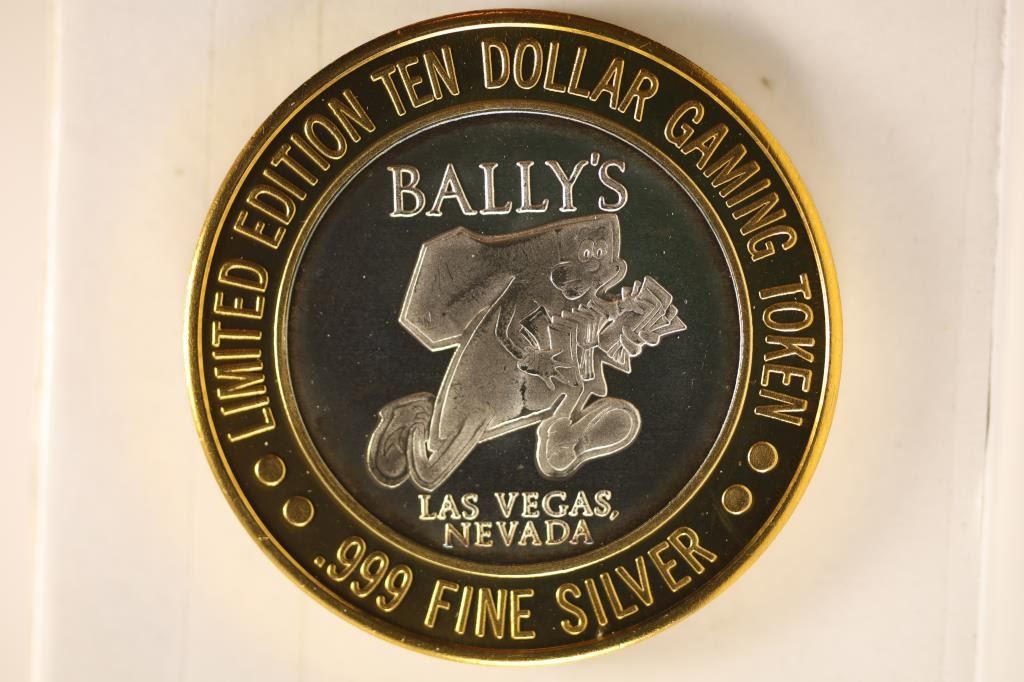 LIMITED EDITION TEN DOLLAR GAMING TOKEN
BALLY'S
LAS VEGAS,
NEVADA
.999 FINE SILVER